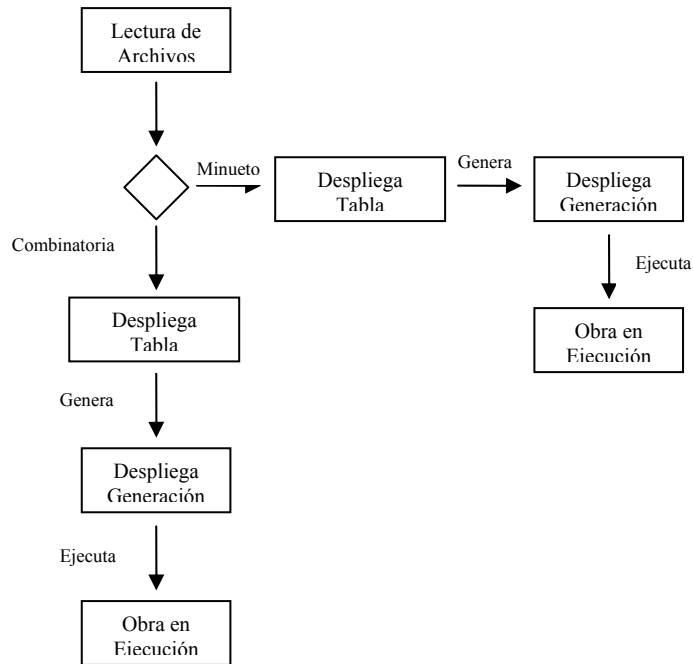 Lectura de
Archivos
Minueto
Despliega
Tabla
Genera
Despliega
Generación
Ejecuta
Obra en
Ejecución
Combinatoria
Despliega
Tabla
Genera
Despliega
Generación
Ejecuta
Obra en
Ejecución